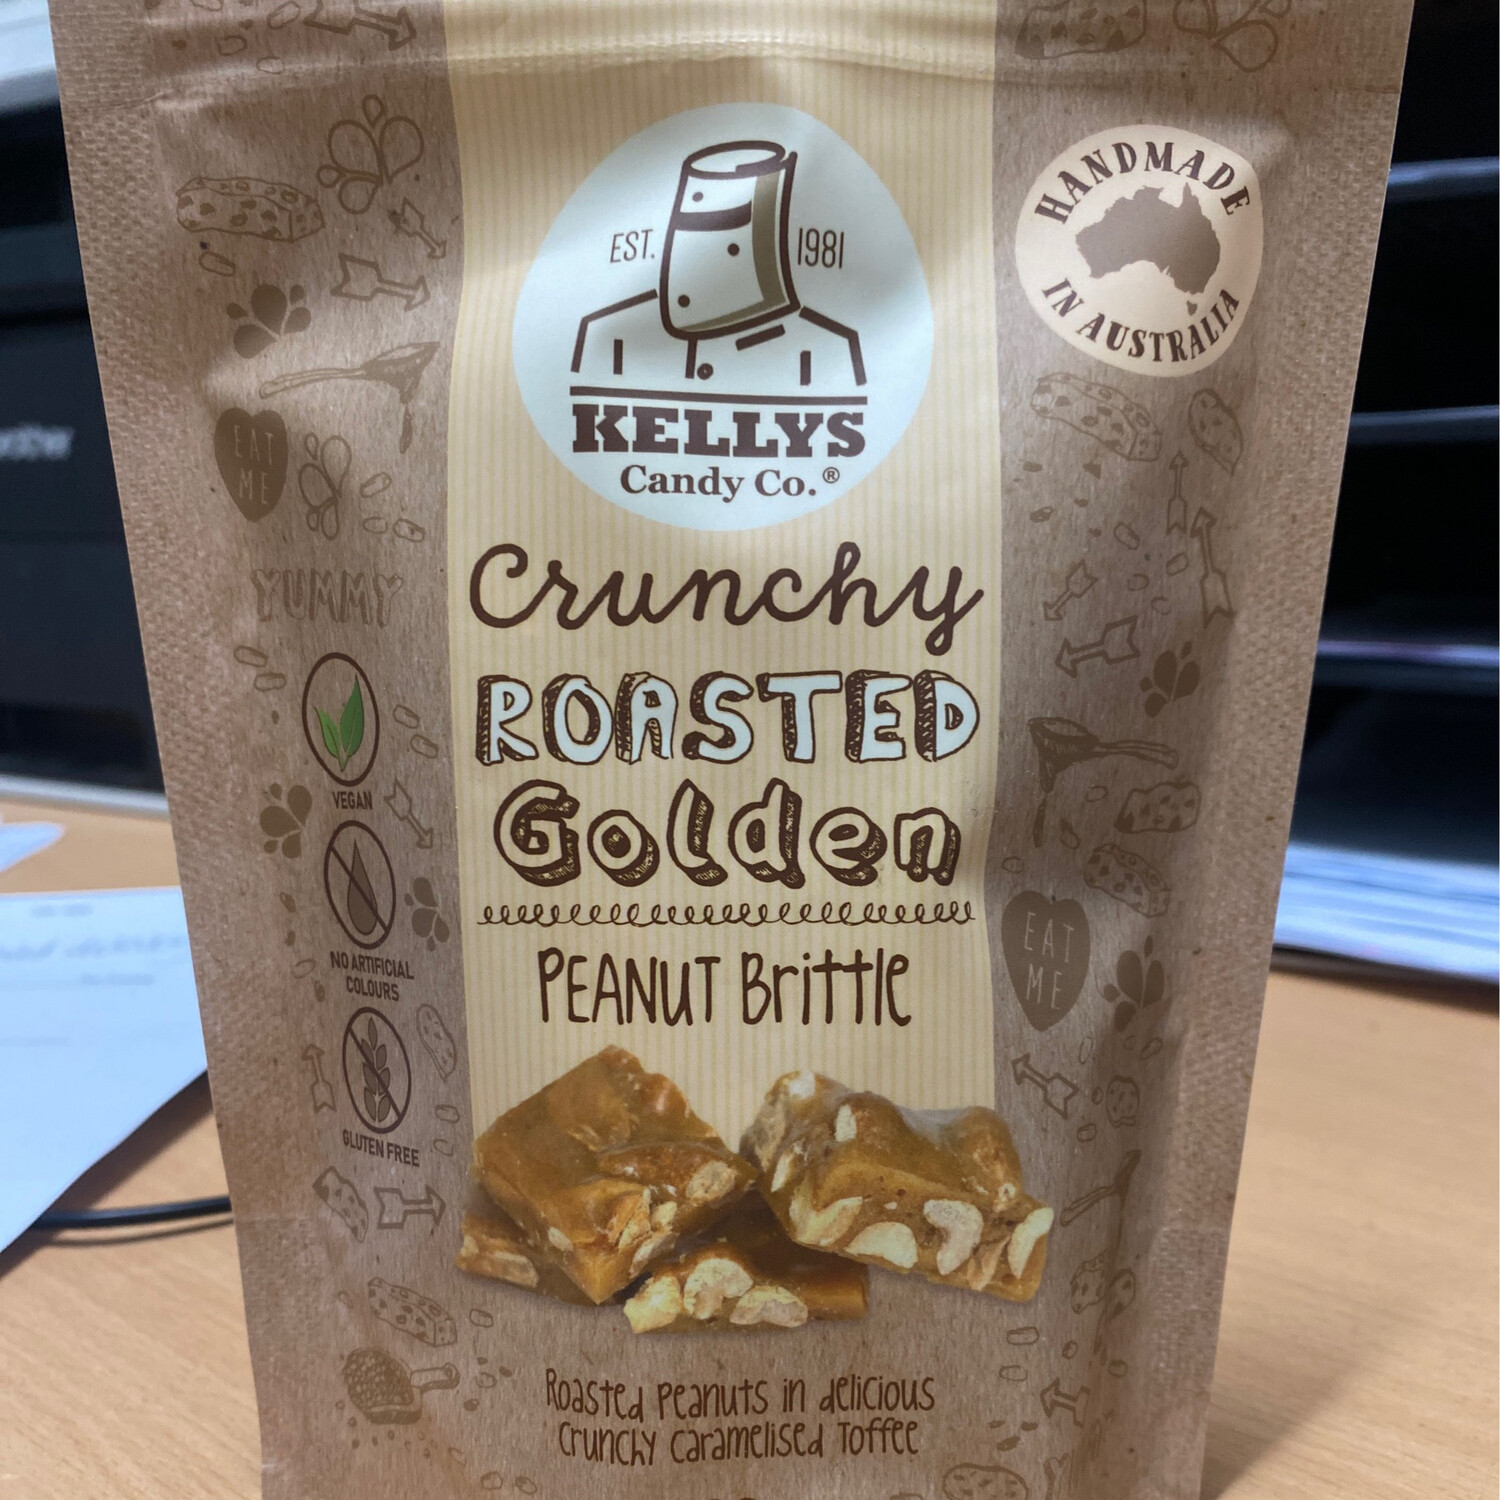 HANDMADE
IN AUSTRALIA
EST. 1981
KELLYS
Candy Co.®
Crunchy
ROASTED
Golden
PEANUT Brittle
EAT
ME
YUMMY
VEGAN
NO ARTIFICIAL
COLOURS
GLUTEN FREE
EAT
ME
Roasted Peanuts in delicious
Crunchy Caramelised Toffee